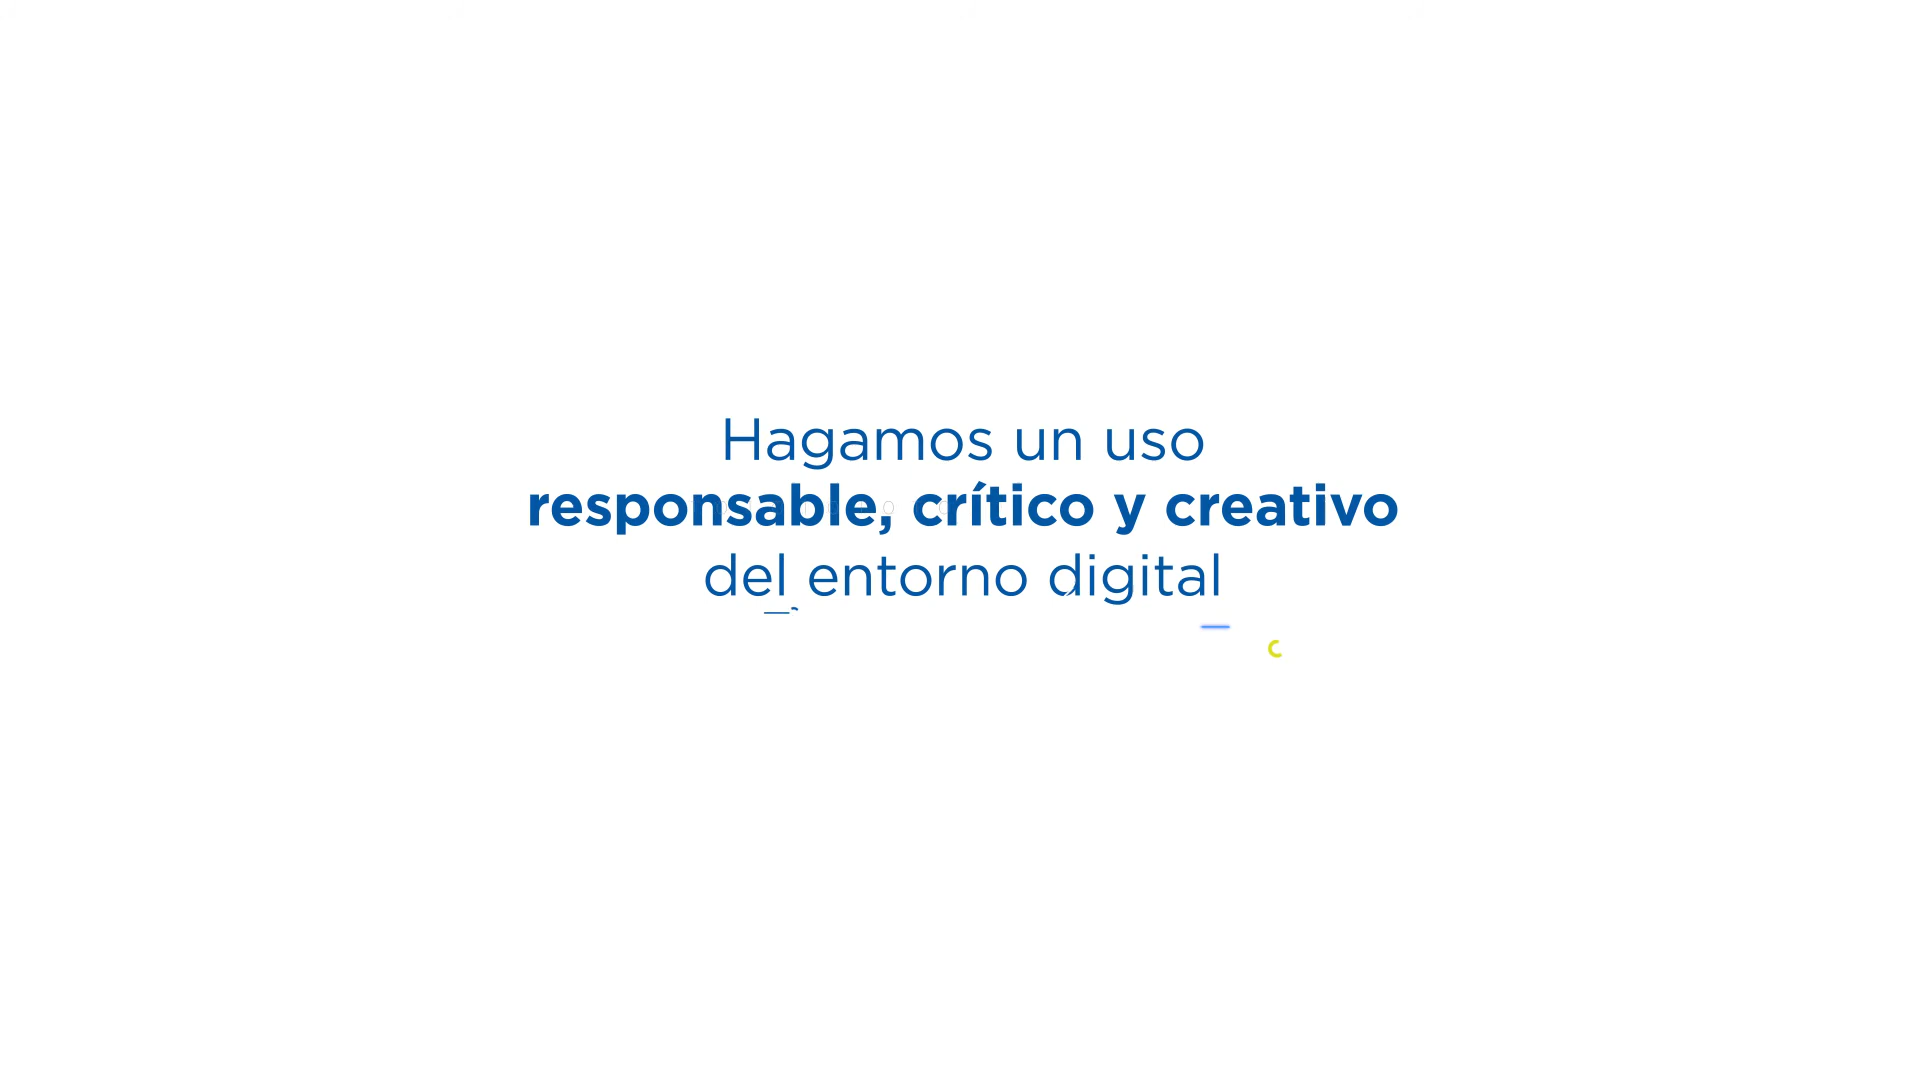 Hagamos un uso
responsable, crítico y creativo
del entorno digital